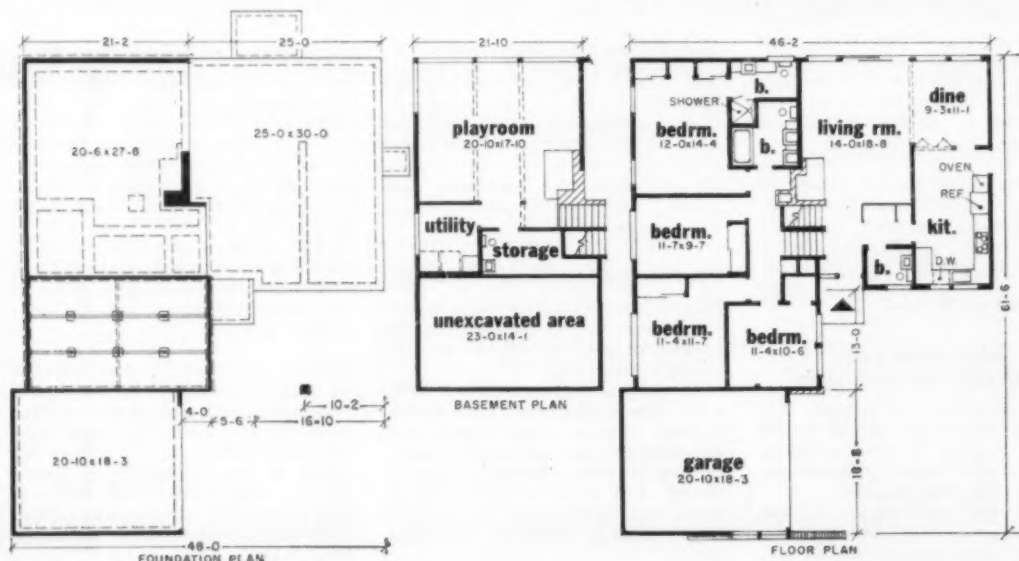 21-2
25-0
20-6 x 27-8
25-0 x 30-0
4-0
5-6
10-2
16-10
20-10 x 18-3
48-0
FOUNDATION PLAN
21-10
playroom
20-10x17-10
utility
storage
unexcavated area
23-0x14-1
BASEMENT PLAN
46-2
b.
SHOWER
bedrm.
12-0x14-4
b.
living rm.
14-0x18-8
dine
9-3x11-1
OVEN
REF.
kit.
bedrm.
11-7x9-7
b.
D.W.
bedrm.
11-4x11-7
bedrm.
11-4x10-6
13-0
61-6
garage
20-10x18-3
18-8
FLOOR PLAN